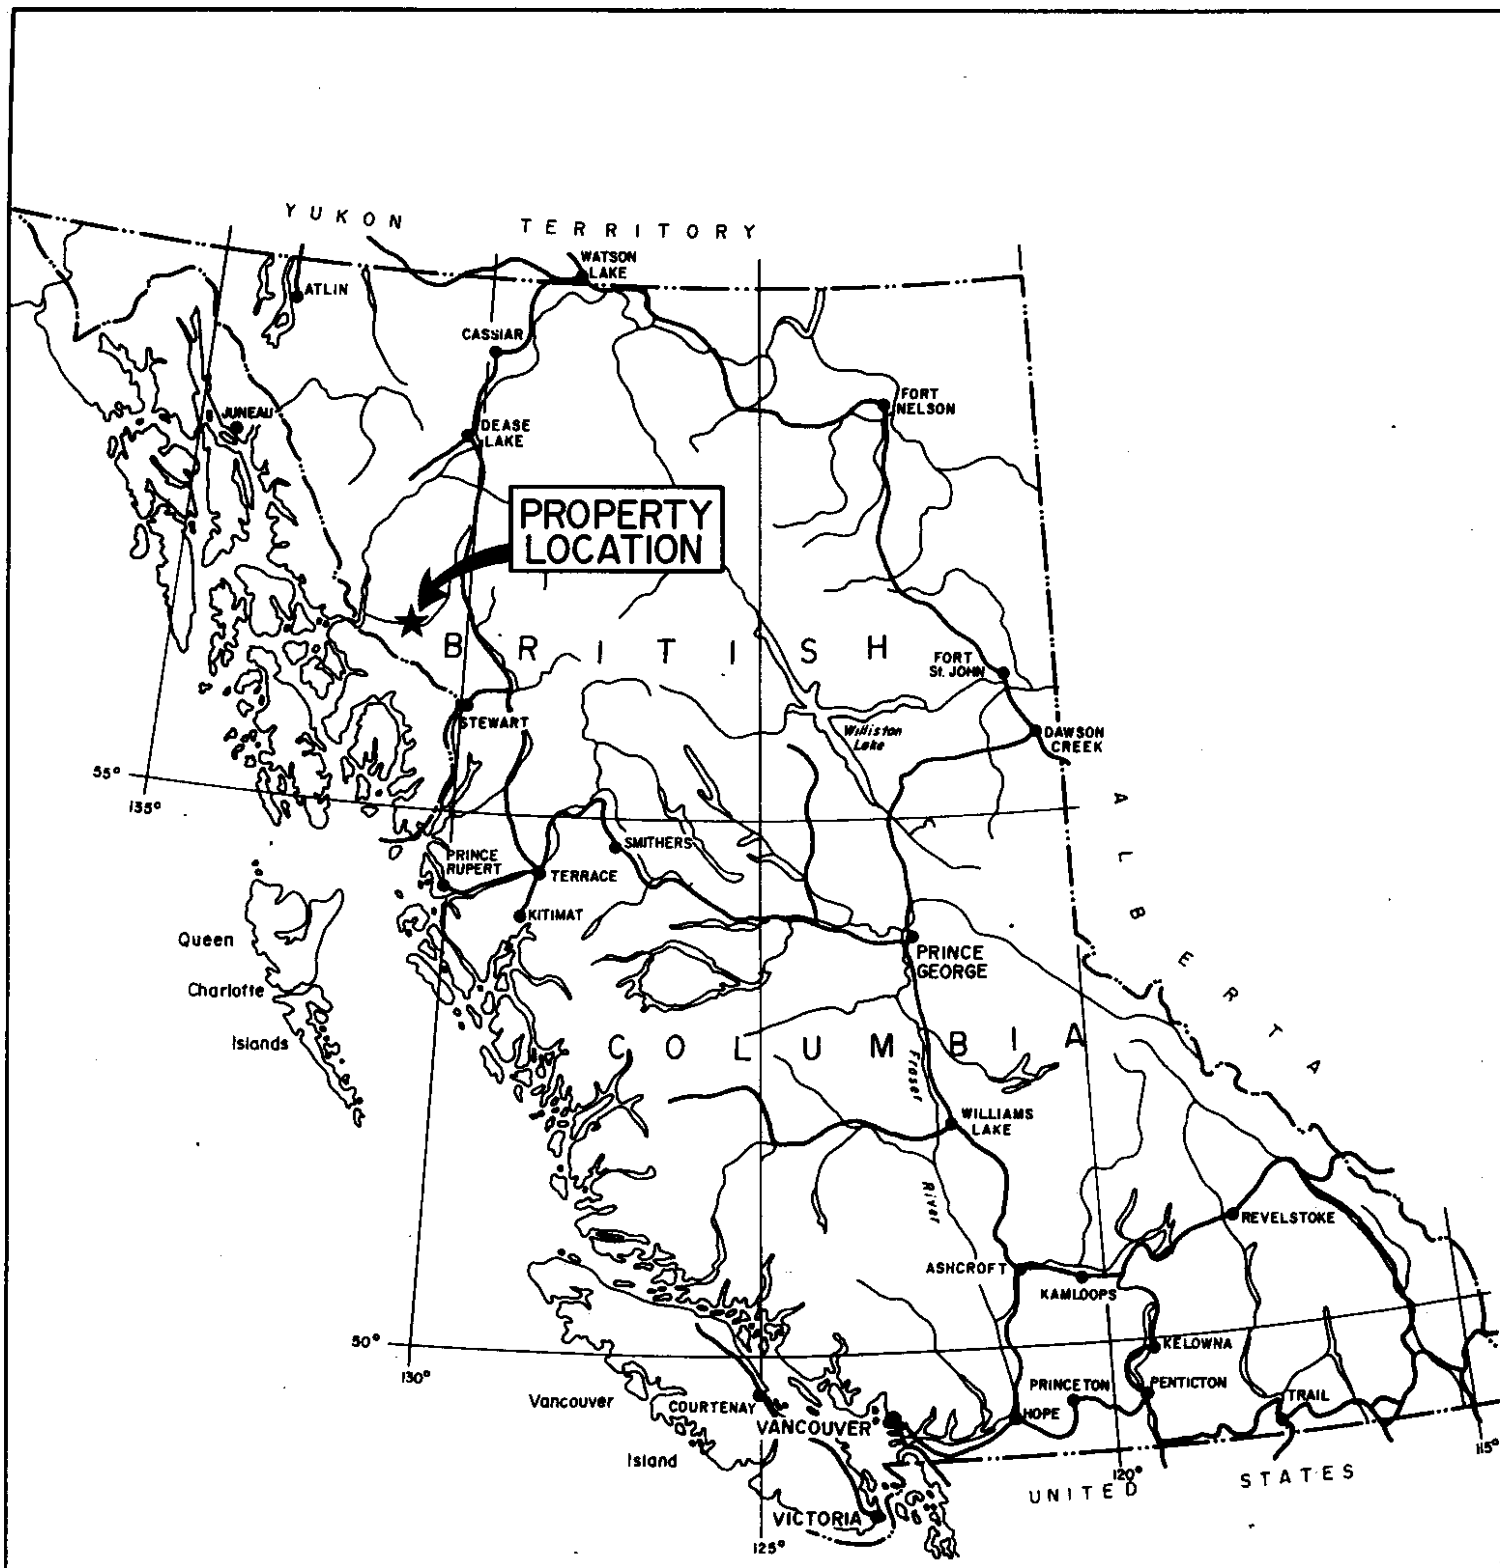 YUKON TERRITORY
WATSON
LAKE
ATLIN
CASSIAR
JUNEAU
DEASE
LAKE
FORT
NELSON
PROPERTY
LOCATION
BRITISH
FORT
St. JOHN
STEWART
Williston
Lake
DAWSON
CREEK
55°
135°
ALBERTA
PRINCE
RUPERT
SMITHERS
TERRACE
KITIMAT
Queen
Charlotte
Islands
PRINCE
GEORGE
COLUMBIA
Fraser
River
WILLIAMS
LAKE
REVELSTOKE
ASHCROFT
KAMLOOPS
50°
130°
KELOWNA
Vancouver
Island
COURTENAY
VANCOUVER
PRINCETON
PENTICTON
HOPE
TRAIL
115°
120°
UNITED STATES
VICTORIA
125°